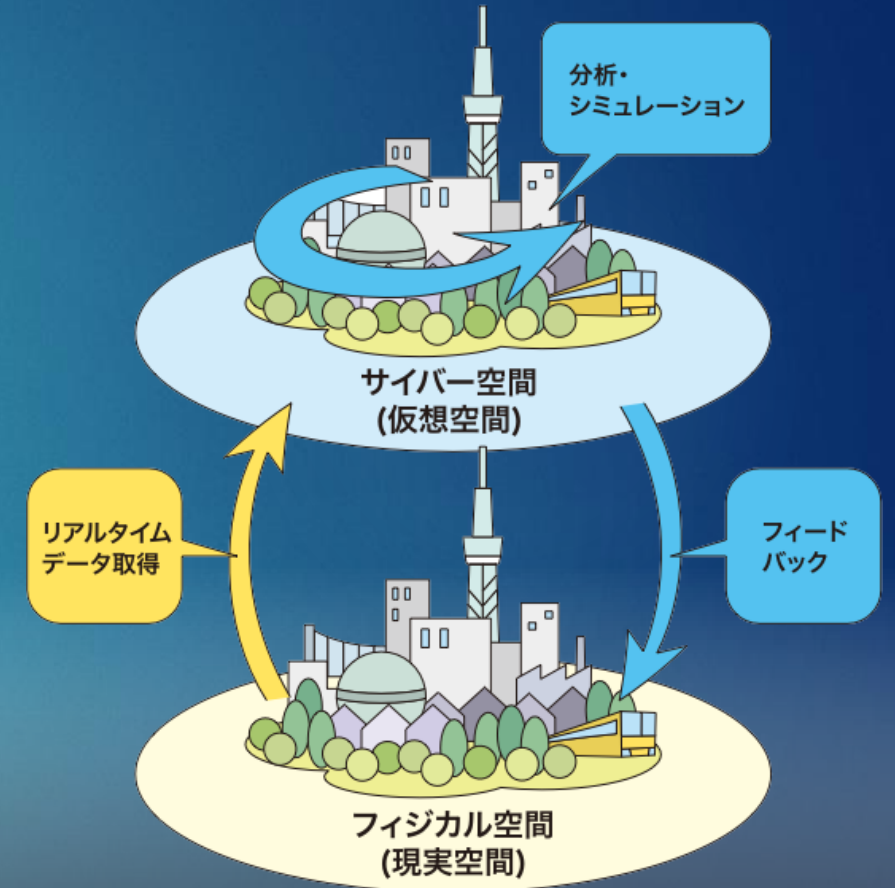 分析・
シミュレーション
サイバー空間
(仮想空間)
リアルタイム
データ取得
フィード
バック
フィジカル空間
(現実空間)